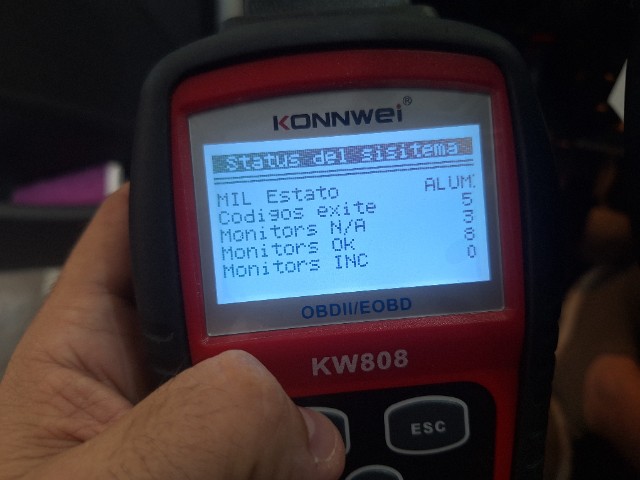 KONNWEI®
Status del sisitema
MIL Estato ALUM
Codigos exite 5
Monitors N/A 3
Monitors Ok 8
Monitors INC 0
OBDII/EOBD
KW808
ESC